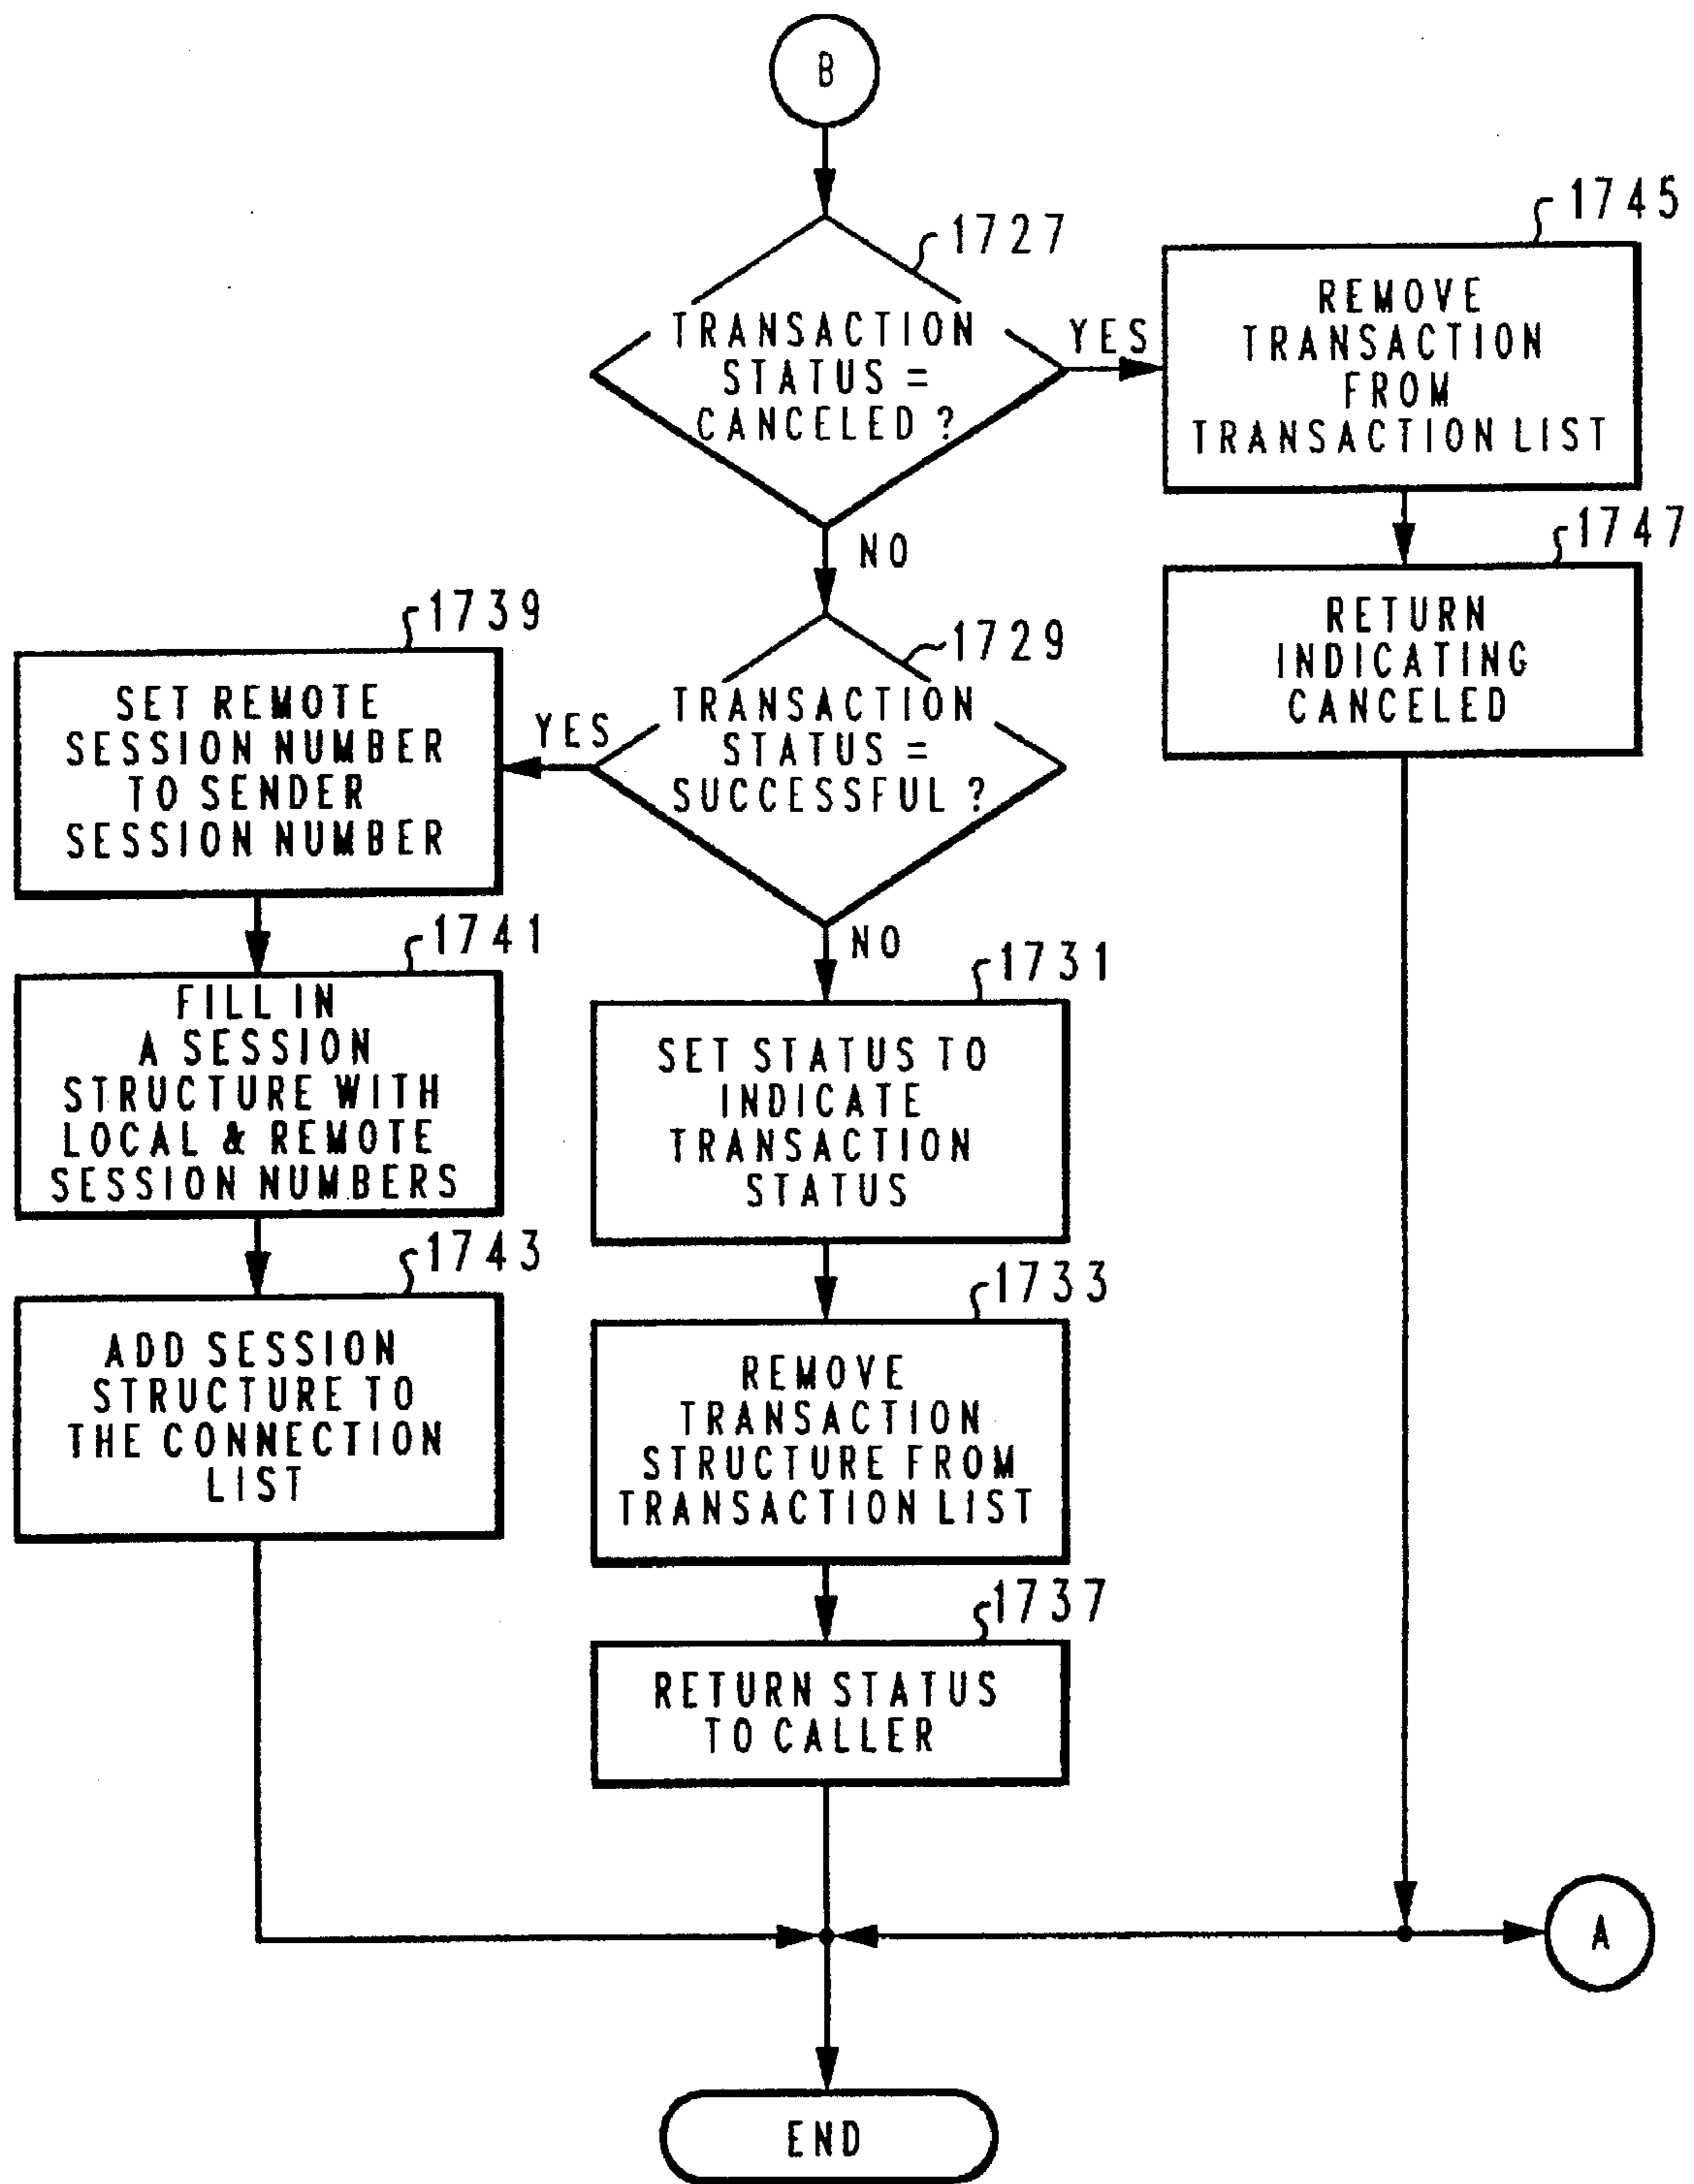 B
1727
TRANSACTION
STATUS =
CANCELED ?
YES
NO
1745
REMOVE
TRANSACTION
FROM
TRANSACTION LIST
1747
RETURN
INDICATING
CANCELED
1729
TRANSACTION
STATUS =
SUCCESSFUL ?
YES
NO
1739
SET REMOTE
SESSION NUMBER
TO SENDER
SESSION NUMBER
1741
FILL IN
A SESSION
STRUCTURE WITH
LOCAL & REMOTE
SESSION NUMBERS
1743
ADD SESSION
STRUCTURE TO
THE CONNECTION
LIST
1731
SET STATUS TO
INDICATE
TRANSACTION
STATUS
1733
REMOVE
TRANSACTION
STRUCTURE FROM
TRANSACTION LIST
1737
RETURN STATUS
TO CALLER
A
END